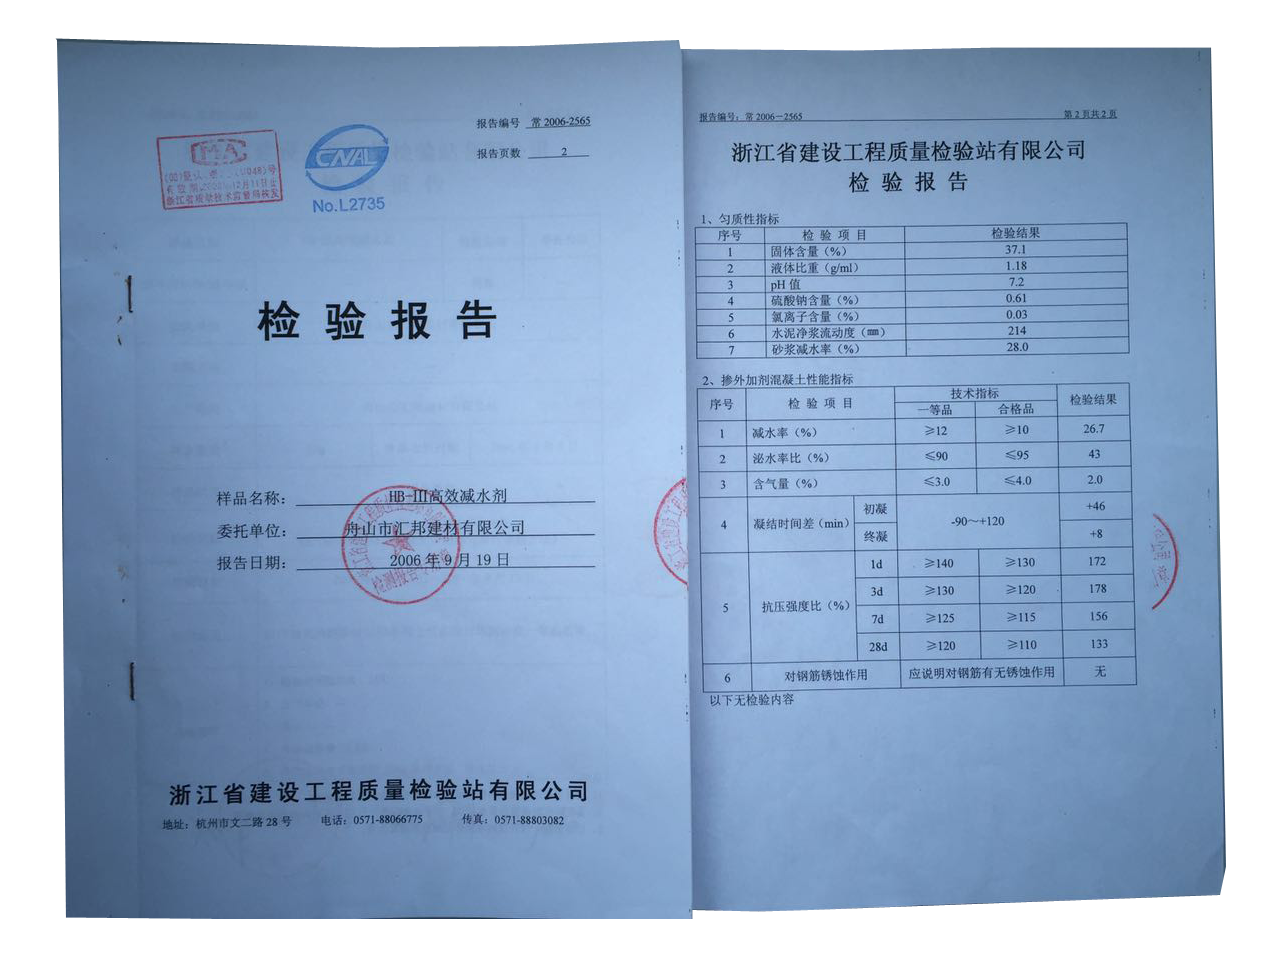 报告编号 常 2006-2565
报告页数 2
CNAL
No.L2735
检验报告
样品名称： HB-III高效减水剂
委托单位： 舟山市汇邦建材有限公司
报告日期： 2006 年 9 月 19 日
浙江省建设工程质量检验站有限公司
地址：杭州市文二路 28 号 电话：0571-88066775 传真：0571-88803082
报告编号：常 2006－2565 第 2 页共 2 页
浙江省建设工程质量检验站有限公司
检 验 报 告
1、匀质性指标
序号 检 验 项 目 检验结果
1 固体含量（%） 37.1
2 液体比重（g/ml） 1.18
3 pH 值 7.2
4 硫酸钠含量（%） 0.61
5 氯离子含量（%） 0.03
6 水泥净浆流动度（㎜） 214
7 砂浆减水率（%） 28.0
2、掺外加剂混凝土性能指标
序号 检 验 项 目 技术指标 检验结果
一等品 合格品
1 减水率（%） ≥12 ≥10 26.7
2 泌水率比（%） ≤90 ≤95 43
3 含气量（%） ≤3.0 ≤4.0 2.0
4 凝结时间差（min） 初凝 -90～+120 +46
终凝 +8
5 抗压强度比（%） 1d ≥140 ≥130 172
3d ≥130 ≥120 178
7d ≥125 ≥115 156
28d ≥120 ≥110 133
6 对钢筋锈蚀作用 应说明对钢筋有无锈蚀作用 无
以下无检验内容